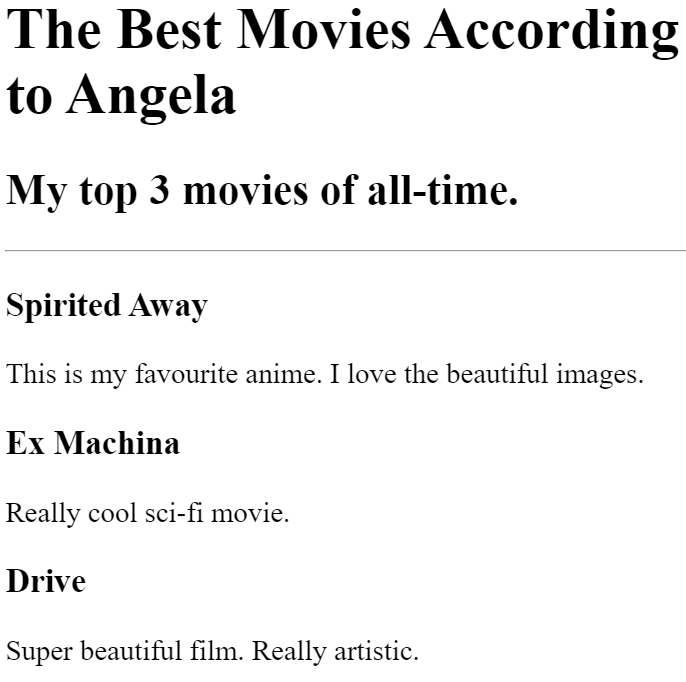 The Best Movies According
to Angela
My top 3 movies of all-time.
Spirited Away
This is my favourite anime. I love the beautiful images.
Ex Machina
Really cool sci-fi movie.
Drive
Super beautiful film. Really artistic.